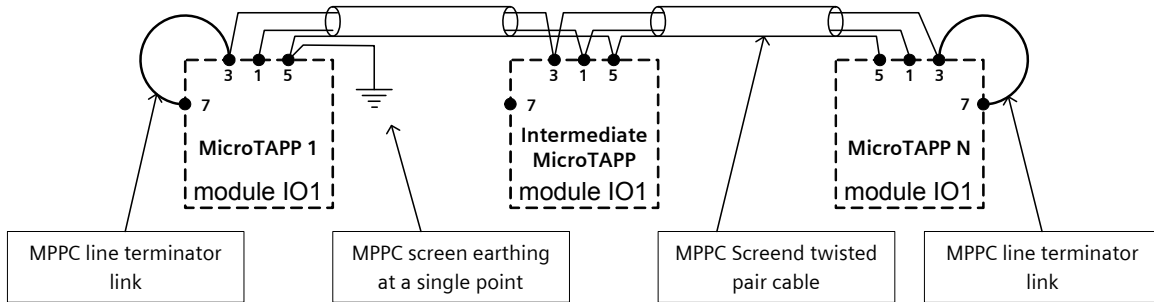 3 1 5
3 1 5
5 1 3
7
7
7
MicroTAPP 1
Intermediate
MicroTAPP
MicroTAPP N
module IO1
module IO1
module IO1
MPPC line terminator
link
MPPC screen earthing
at a single point
MPPC Screend twisted
pair cable
MPPC line terminator
link